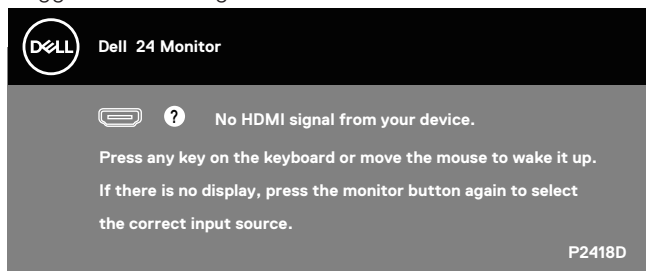 DELL
Dell 24 Monitor
? No HDMI signal from your device.
Press any key on the keyboard or move the mouse to wake it up.
If there is no display, press the monitor button again to select
the correct input source.
P2418D